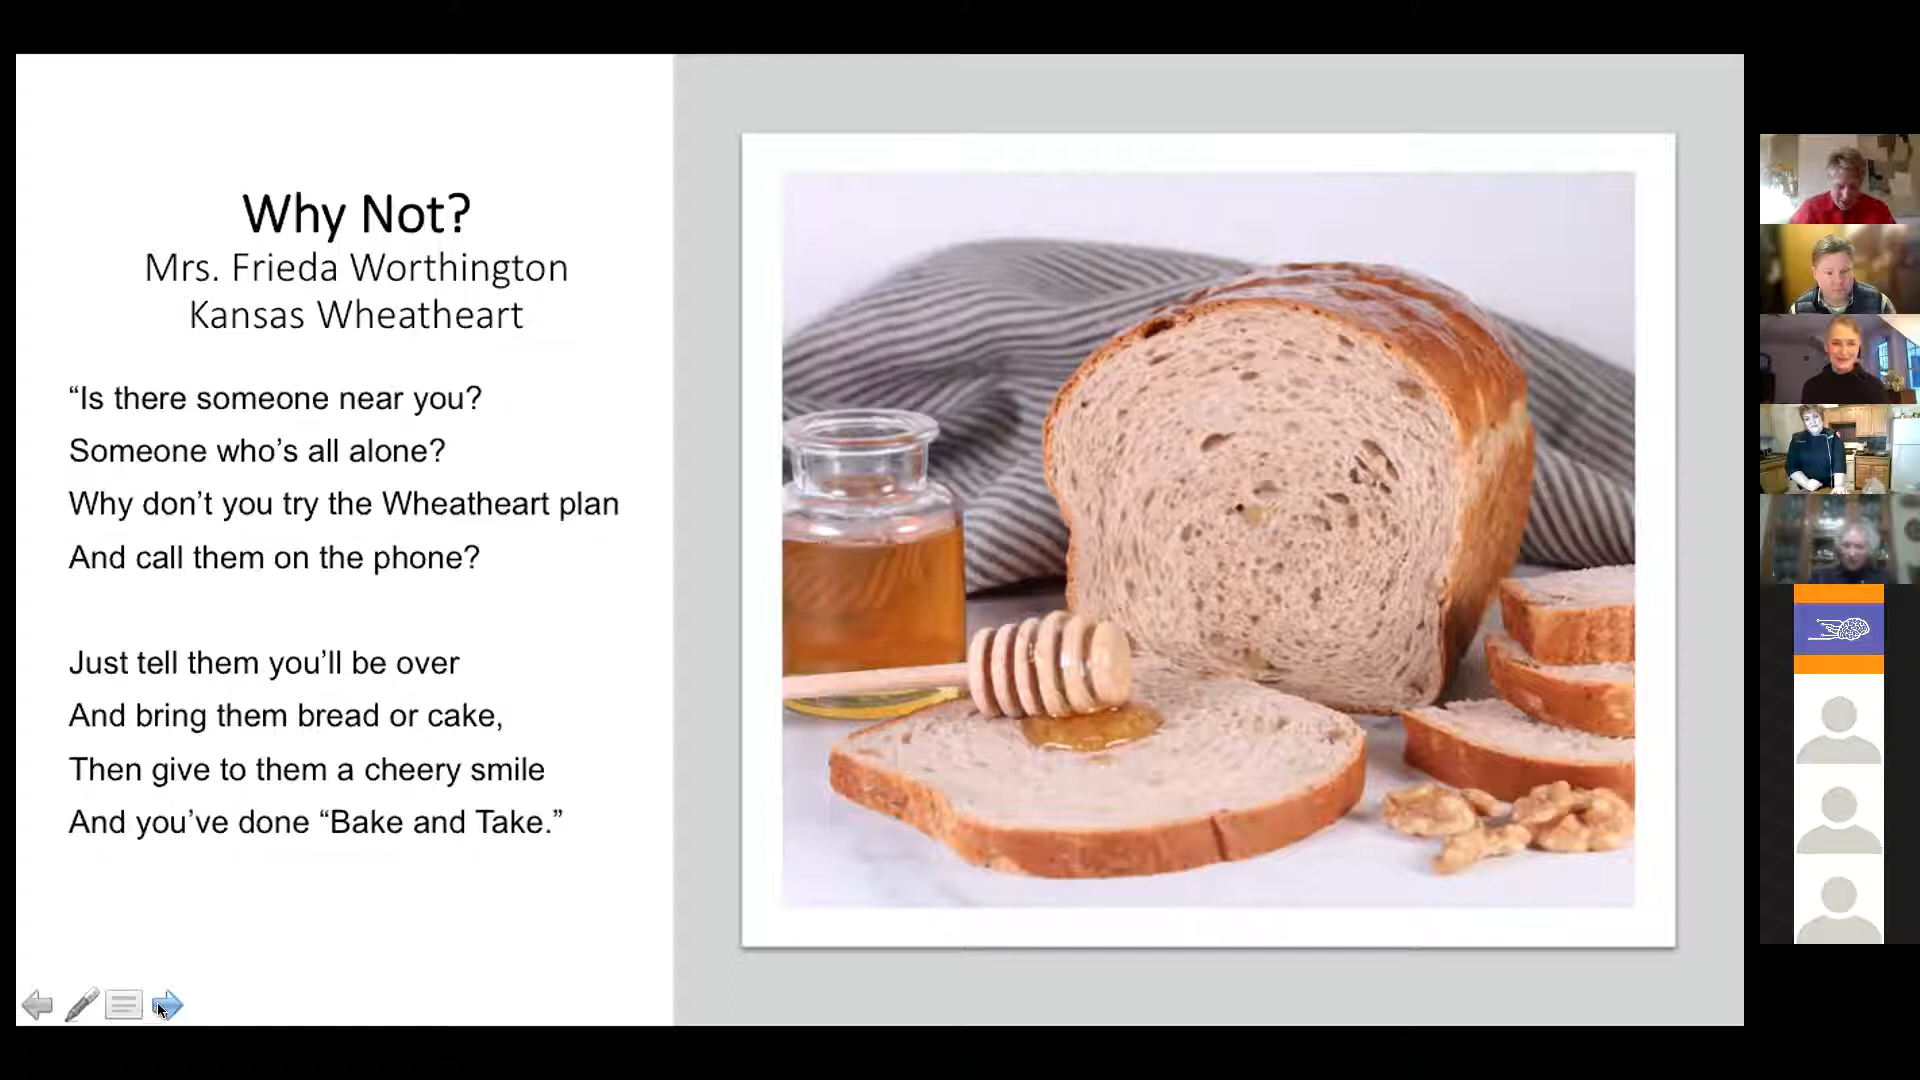 Why Not?
Mrs. Frieda Worthington
Kansas Wheatheart
“Is there someone near you?
Someone who’s all alone?
Why don’t you try the Wheatheart plan
And call them on the phone?
Just tell them you’ll be over
And bring them bread or cake,
Then give to them a cheery smile
And you’ve done “Bake and Take.”